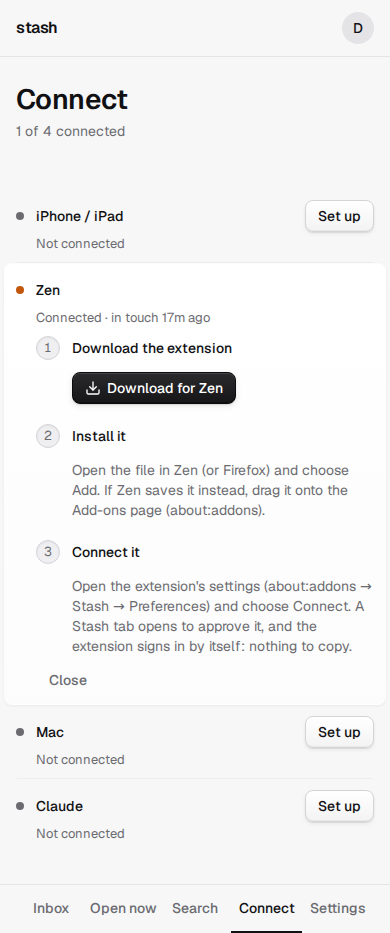 stash
D
Connect
1 of 4 connected
iPhone / iPad
Set up
Not connected
Zen
Connected · in touch 17m ago
1
Download the extension
Download for Zen
2
Install it
Open the file in Zen (or Firefox) and choose
Add. If Zen saves it instead, drag it onto the
Add-ons page (about:addons).
3
Connect it
Open the extension's settings (about:addons →
Stash → Preferences) and choose Connect. A
Stash tab opens to approve it, and the
extension signs in by itself: nothing to copy.
Close
Mac
Set up
Not connected
Claude
Set up
Not connected
Inbox
Open now
Search
Connect
Settings